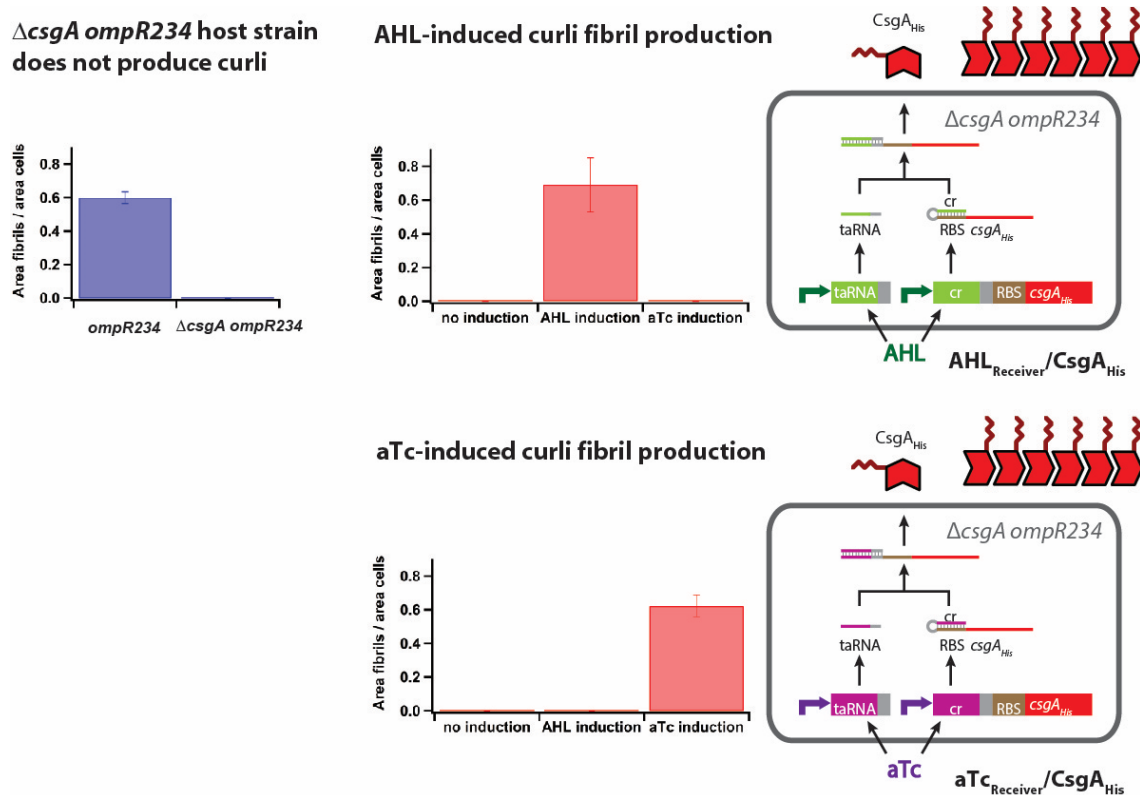 ΔcsgA ompR234 host strain
does not produce curli
Area fibrils / area cells
0.8
0.6
0.4
0.2
0.0
ompR234
ΔcsgA ompR234
AHL-induced curli fibril production
Area fibrils / area cells
0.8
0.6
0.4
0.2
0.0
no induction
AHL induction
aTc induction
CsgAHis
ΔcsgA ompR234
taRNA
cr
RBS csgAHis
taRNA
cr
RBS
csgAHis
AHL
AHLReceiver/CsgAHis
aTc-induced curli fibril production
Area fibrils / area cells
0.8
0.6
0.4
0.2
0.0
no induction
AHL induction
aTc induction
CsgAHis
ΔcsgA ompR234
taRNA
cr
RBS csgAHis
taRNA
cr
RBS
csgAHis
aTc
aTcReceiver/CsgAHis